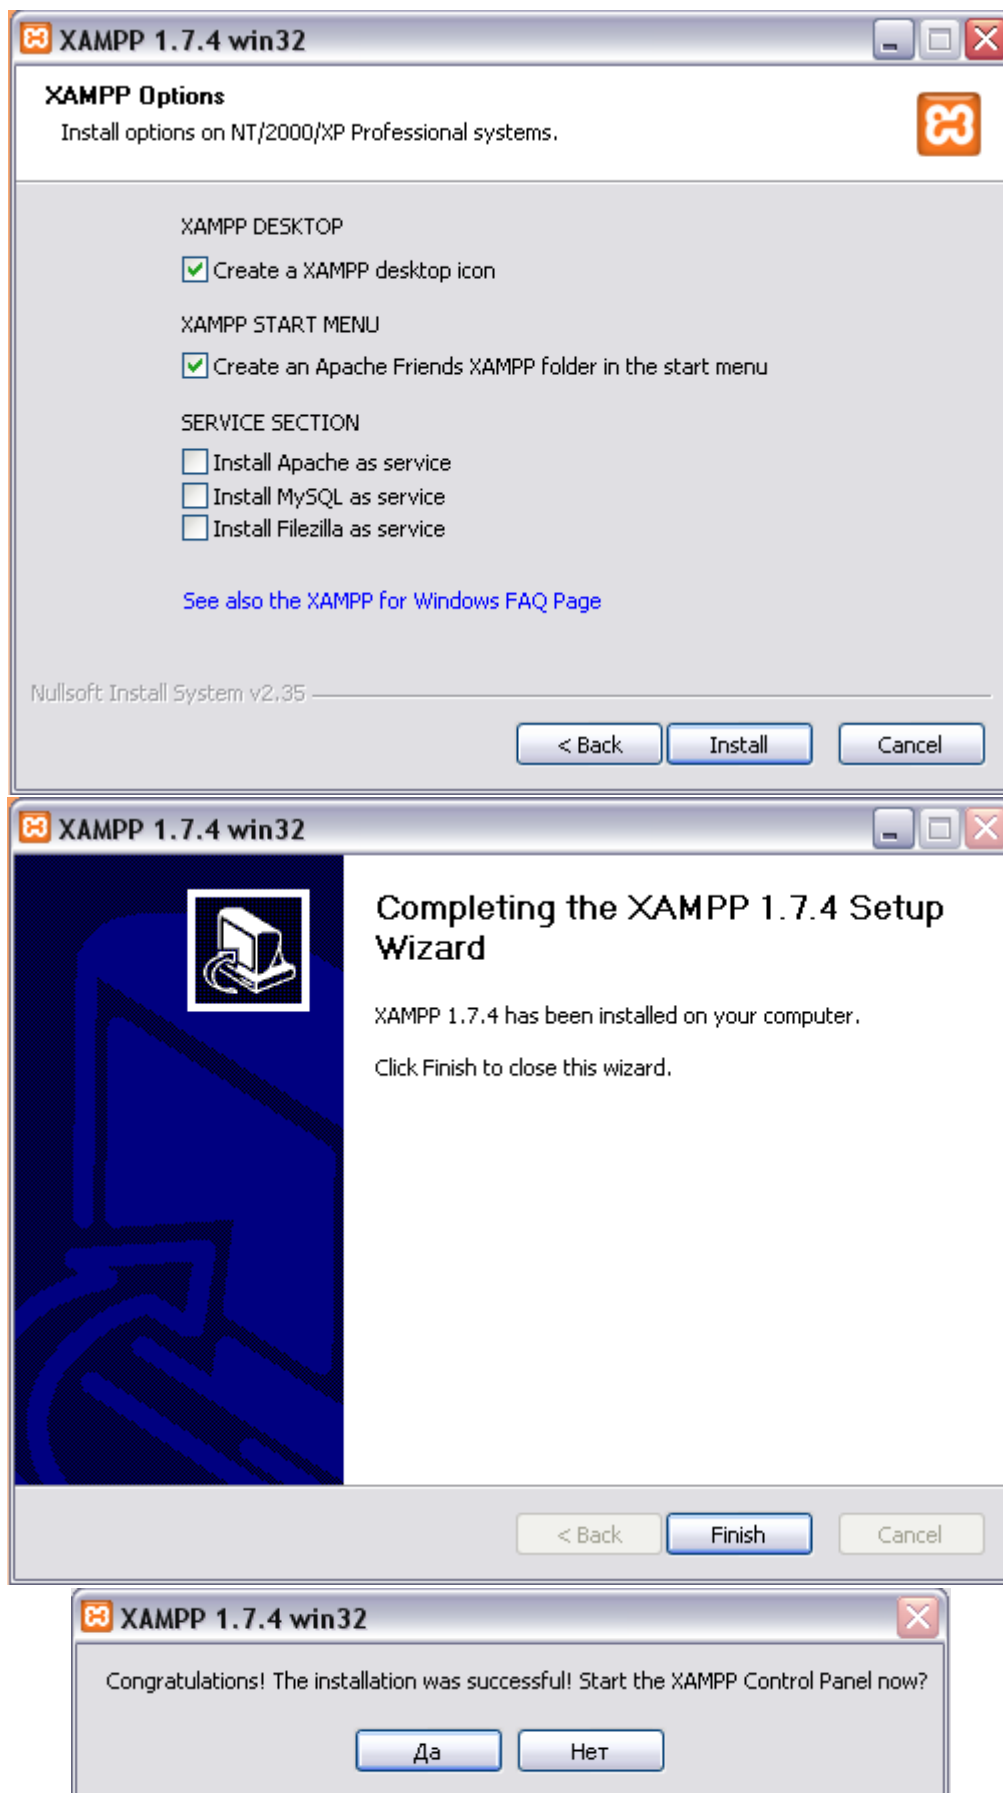 XAMPP 1.7.4 win32
XAMPP Options
Install options on NT/2000/XP Professional systems.
XAMPP DESKTOP
Create a XAMPP desktop icon
XAMPP START MENU
Create an Apache Friends XAMPP folder in the start menu
SERVICE SECTION
Install Apache as service
Install MySQL as service
Install Filezilla as service
See also the XAMPP for Windows FAQ Page
Nullsoft Install System v2.35
< Back Install Cancel
XAMPP 1.7.4 win32
Completing the XAMPP 1.7.4 Setup
Wizard
XAMPP 1.7.4 has been installed on your computer.
Click Finish to close this wizard.
< Back Finish Cancel
XAMPP 1.7.4 win32
Congratulations! The installation was successful! Start the XAMPP Control Panel now?
Да Нет